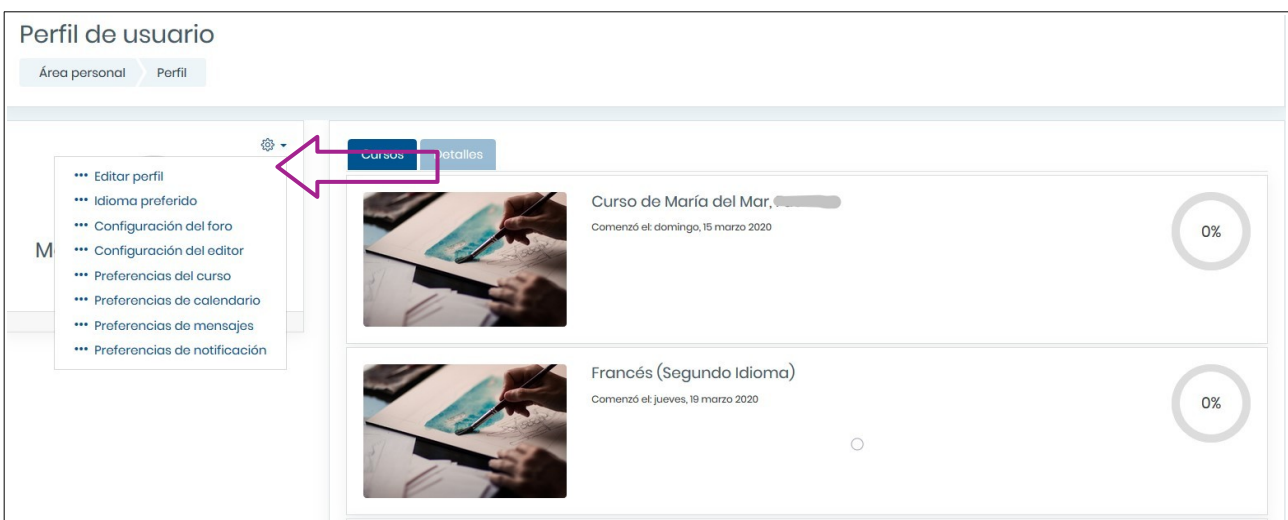 Perfil de usuario
Área personal Perfil
Editar perfil
Idioma preferido
Configuración del foro
Configuración del editor
Preferencias del curso
Preferencias de calendario
Preferencias de mensajes
Preferencias de notificación
Cursos Detalles
Curso de María del Mar,
Comenzó el: domingo, 15 marzo 2020
0%
Francés (Segundo Idioma)
Comenzó el: jueves, 19 marzo 2020
0%